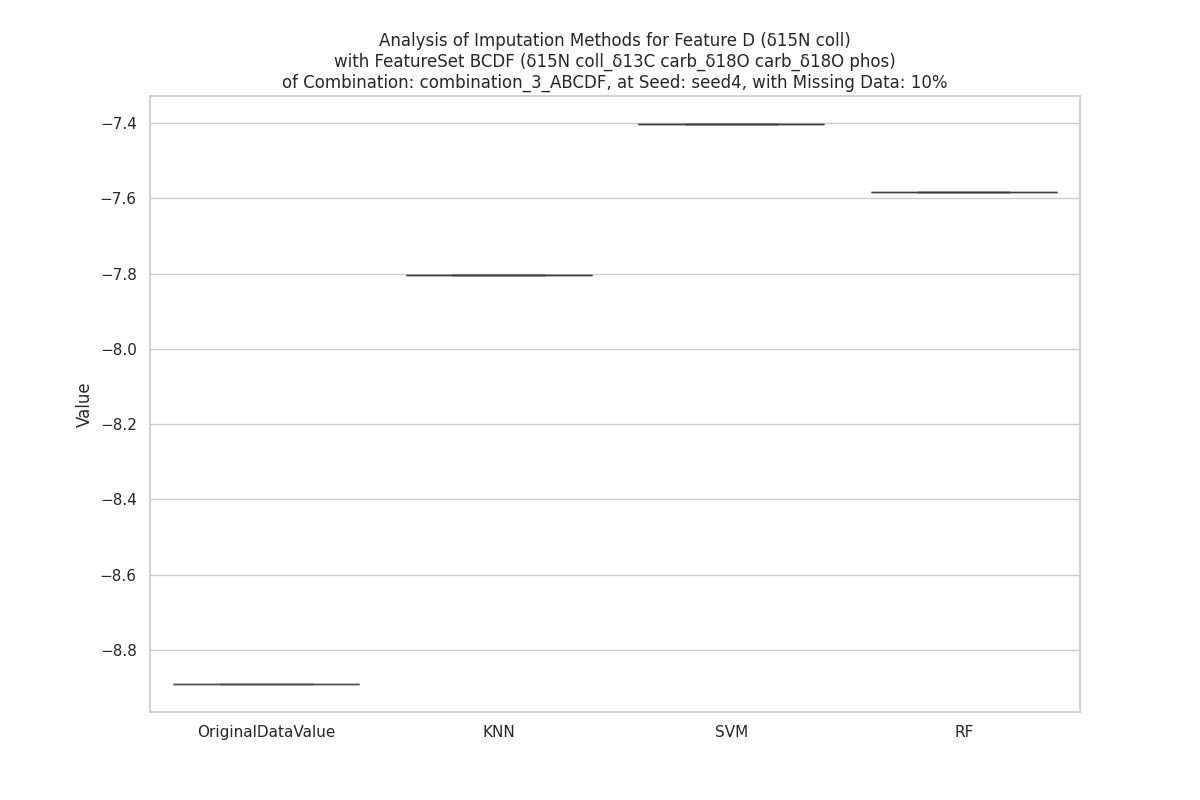 Analysis of Imputation Methods for Feature D (δ15N coll)
with FeatureSet BCDF (δ15N coll_δ13C carb_δ18O carb_δ18O phos)
of Combination: combination_3_ABCDF, at Seed: seed4, with Missing Data: 10%
−7.4
−7.6
−7.8
−8.0
−8.2
−8.4
−8.6
−8.8
Value
OriginalDataValue
KNN
SVM
RF